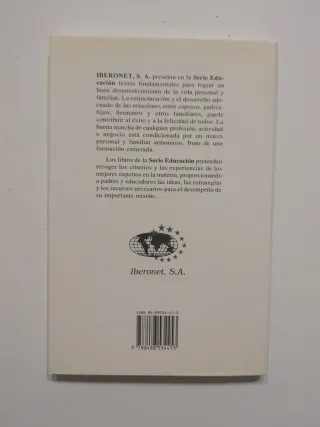 IBERONET, S. A. presenta en la Serie Edu-
cación textos fundamentales para lograr un
buen desenvolvimiento de la vida personal y
familiar. La estructuración y el desarrollo ade-
cuado de las relaciones entre esposos, padres,
hijos, hermanos y otros familiares, puede
contribuir al éxito y a la felicidad de todos. La
buena marcha de cualquier profesión, actividad
o negocio está condicionada por un marco
personal y familiar armonioso, fruto de una
formación esmerada.
Los libros de la Serie Educación pretenden
recoger los criterios y las experiencias de los
mejores expertos en la materia, proporcionando
a padres y educadores las ideas, las estrategias
y los recursos necesarios para el desempeño de
su importante misión.
Iberonet, S.A.
ISBN